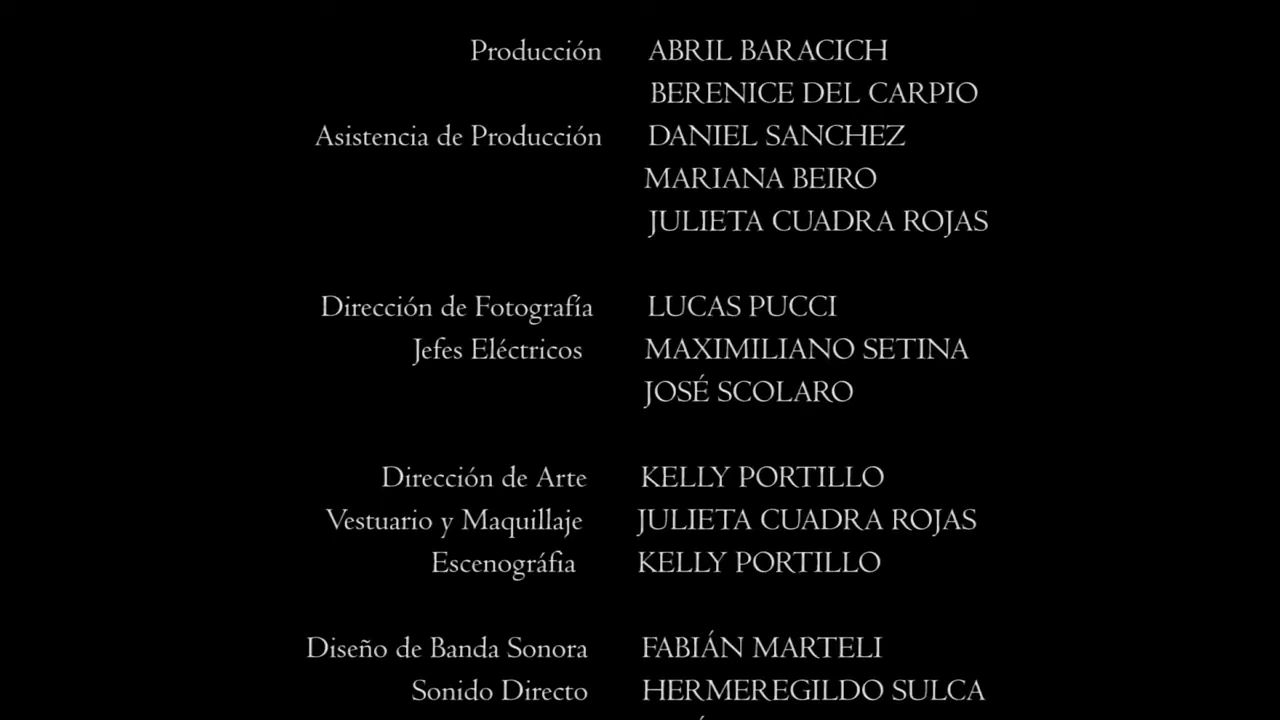 Producción ABRIL BARACICH
BERENICE DEL CARPIO
Asistencia de Producción DANIEL SANCHEZ
MARIANA BEIRO
JULIETA CUADRA ROJAS
Dirección de Fotografía LUCAS PUCCI
Jefes Eléctricos MAXIMILIANO SETINA
JOSÉ SCOLARO
Dirección de Arte KELLY PORTILLO
Vestuario y Maquillaje JULIETA CUADRA ROJAS
Escenográfia KELLY PORTILLO
Diseño de Banda Sonora FABIÁN MARTELI
Sonido Directo HERMEREGILDO SULCA